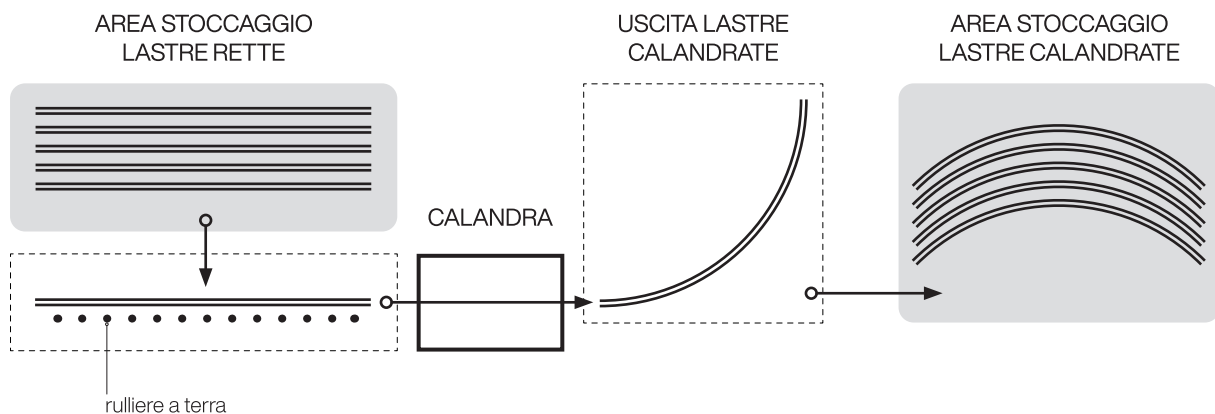 AREA STOCCAGGIO
LASTRE RETTE
USCITA LASTRE
CALANDRATE
AREA STOCCAGGIO
LASTRE CALANDRATE
CALANDRA
rulliere a terra